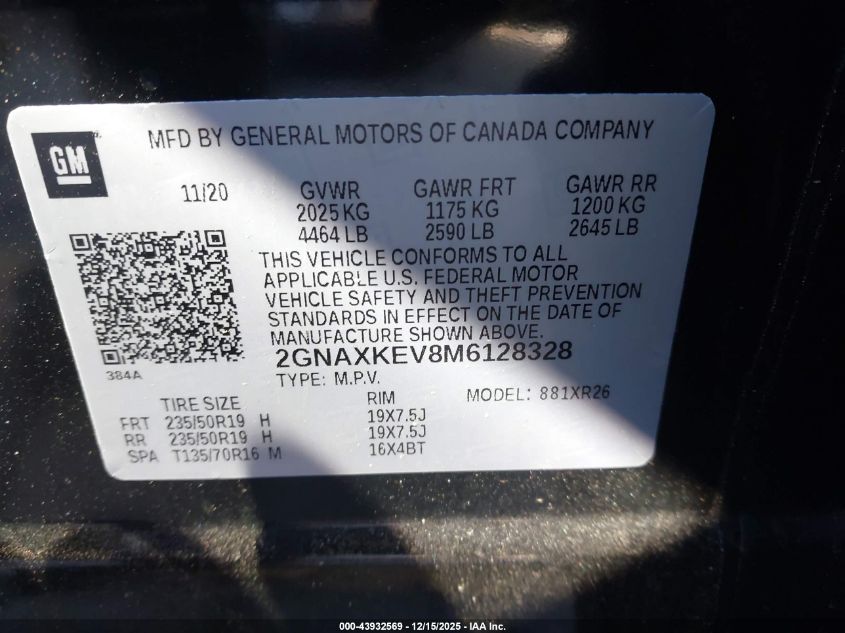 MFD BY GENERAL MOTORS OF CANADA COMPANY
GM
11/20 GVWR GAWR FRT GAWR RR
2025 KG 1175 KG 1200 KG
4464 LB 2590 LB 2645 LB
THIS VEHICLE CONFORMS TO ALL
APPLICABLE U.S. FEDERAL MOTOR
VEHICLE SAFETY AND THEFT PREVENTION
STANDARDS IN EFFECT ON THE DATE OF
MANUFACTURE SHOWN ABOVE.
384A
2GNAXKEV8M6128328
TYPE: M.P.V. MODEL: 881XR26
TIRE SIZE RIM
FRT 235/50R19 H 19X7.5J
RR 235/50R19 H 19X7.5J
SPA T135/70R16 M 16X4BT
000-43932569 - 12/15/2025 - IAA Inc.